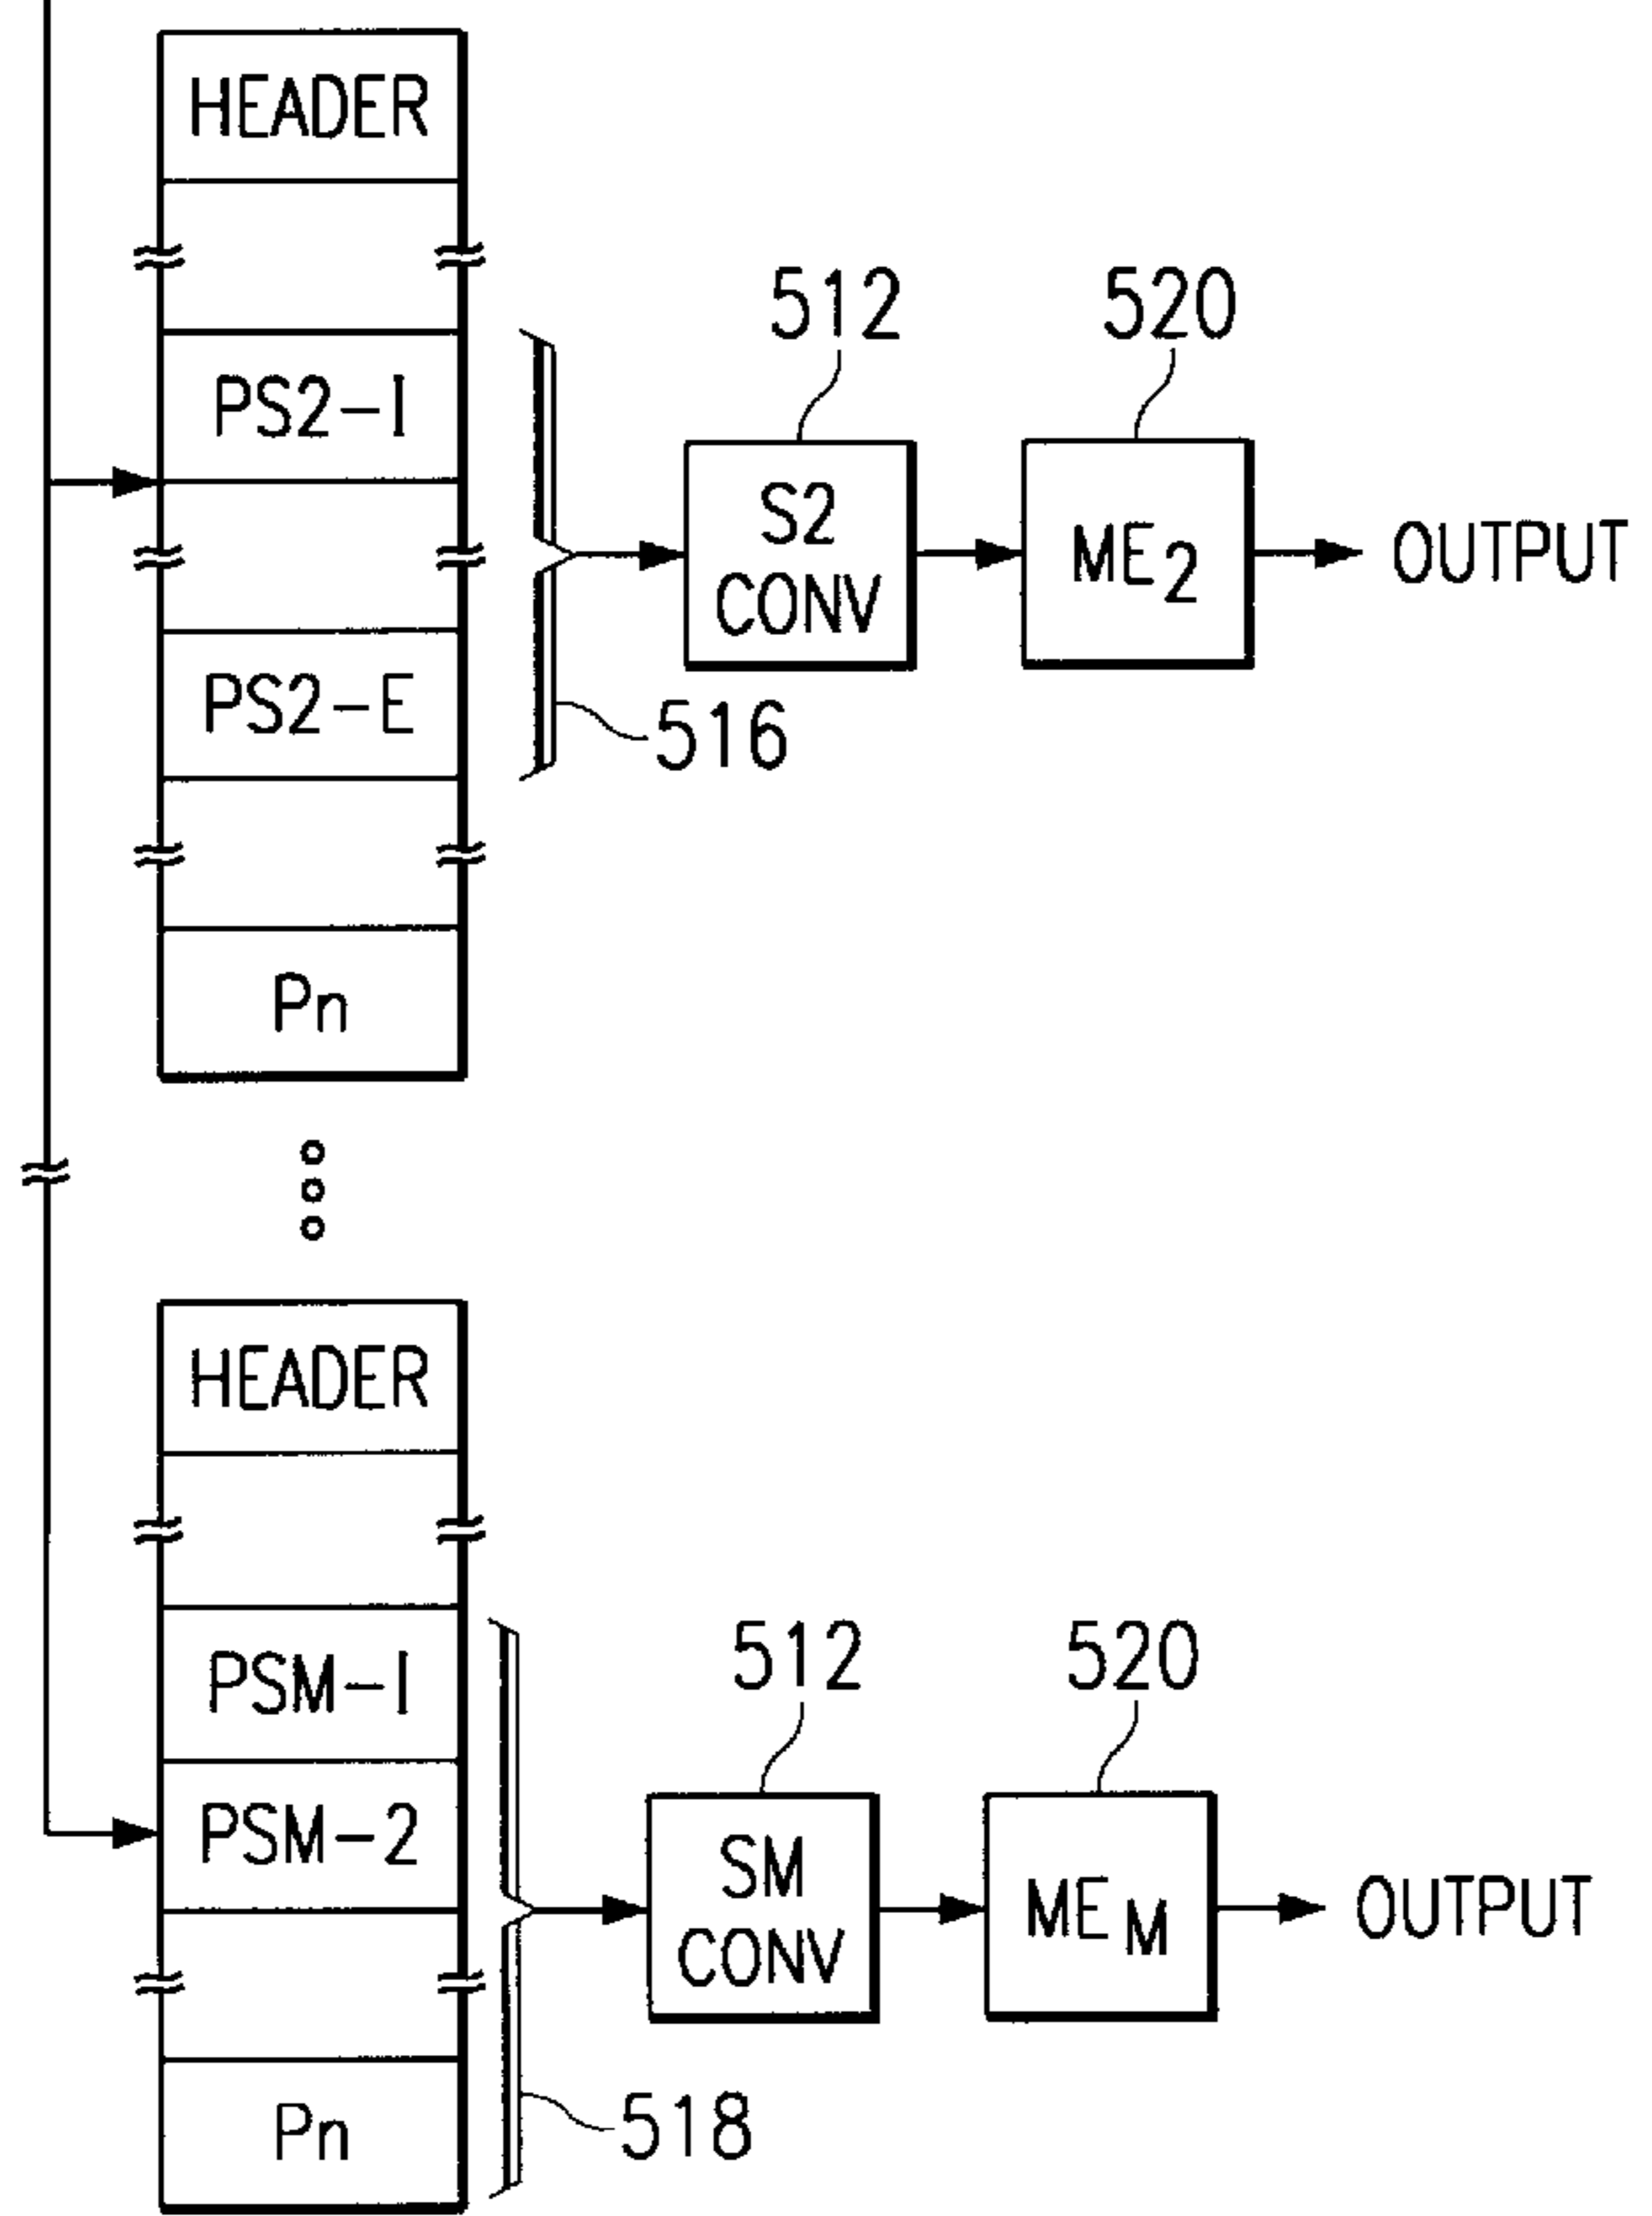 HEADER
512
520
PS2-I
S2
CONV
ME2
OUTPUT
PS2-E
516
Pn
HEADER
PSM-I
512
520
PSM-2
SM
CONV
MEM
OUTPUT
Pn
518